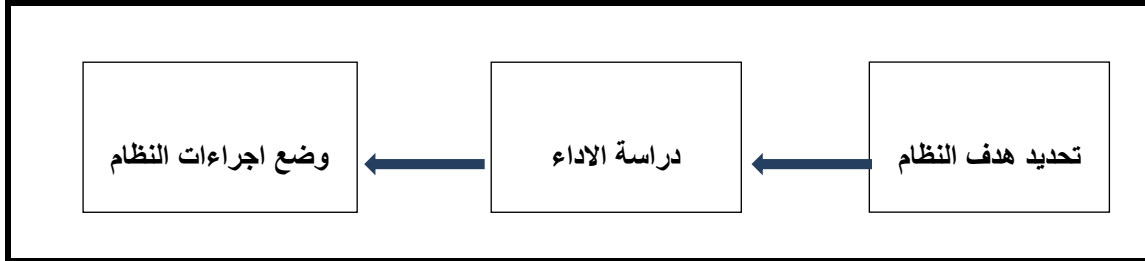 تحديد هدف النظام
دراسة الاداء
وضع اجراءات النظام